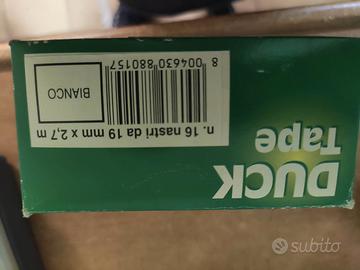 DUCK
Tape
n. 16 nastri da 19 mm x 2,7 m
8 004630 880157
BIANCO
subito